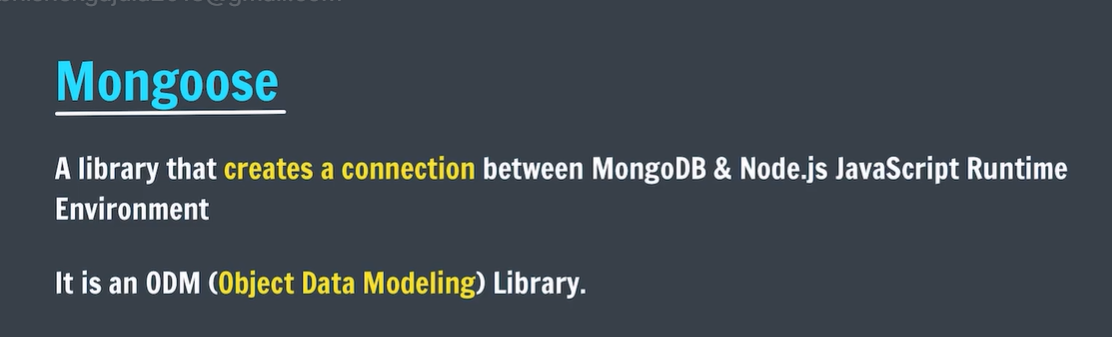 Mongoose
A library that creates a connection between MongoDB & Node.js JavaScript Runtime
Environment
It is an ODM (Object Data Modeling) Library.